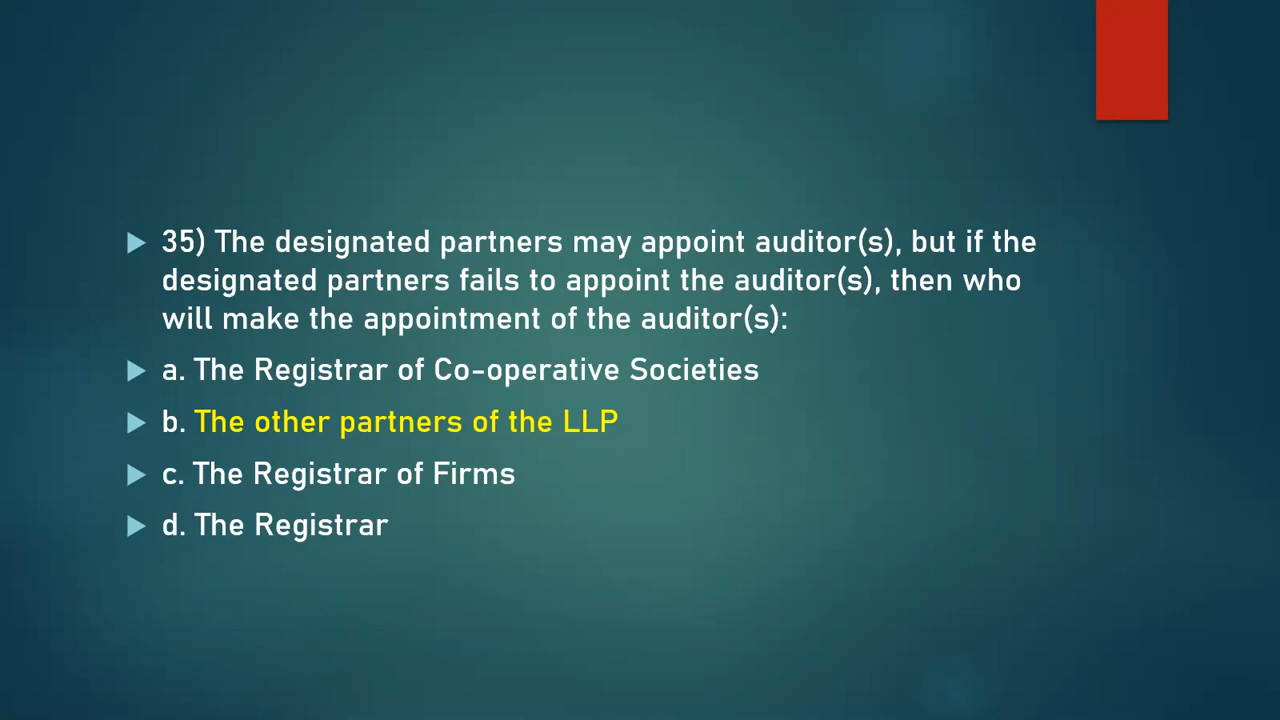 35) The designated partners may appoint auditor(s), but if the
designated partners fails to appoint the auditor(s), then who
will make the appointment of the auditor(s):
a. The Registrar of Co-operative Societies
b. The other partners of the LLP
c. The Registrar of Firms
d. The Registrar